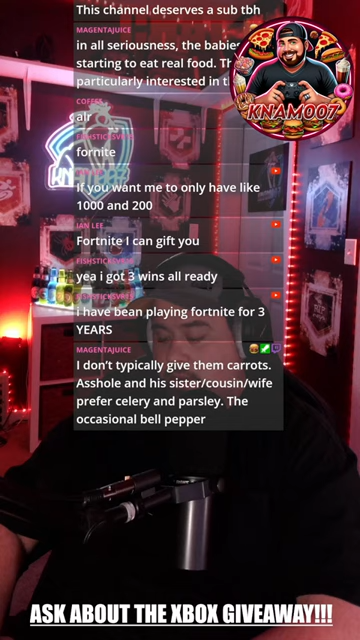 This channel deserves a sub tbh
MAGENTAJUICE
in all seriousness, the babies
starting to eat real food.
particularly interested in
KNAM007
alr
fornite
If you want me to only have like
1000 and 200
IAN LEE
Fortnite I can gift you
FISHSTICKSVR
yea i got 3 wins all ready
i have been playing fortnite for 3
YEARS
MAGENTAJUICE
I don't typically give them carrots.
Asshole and his sister/cousin/wife
prefer celery and parsley. The
occasional bell pepper
ASK ABOUT THE XBOX GIVEAWAY!!!